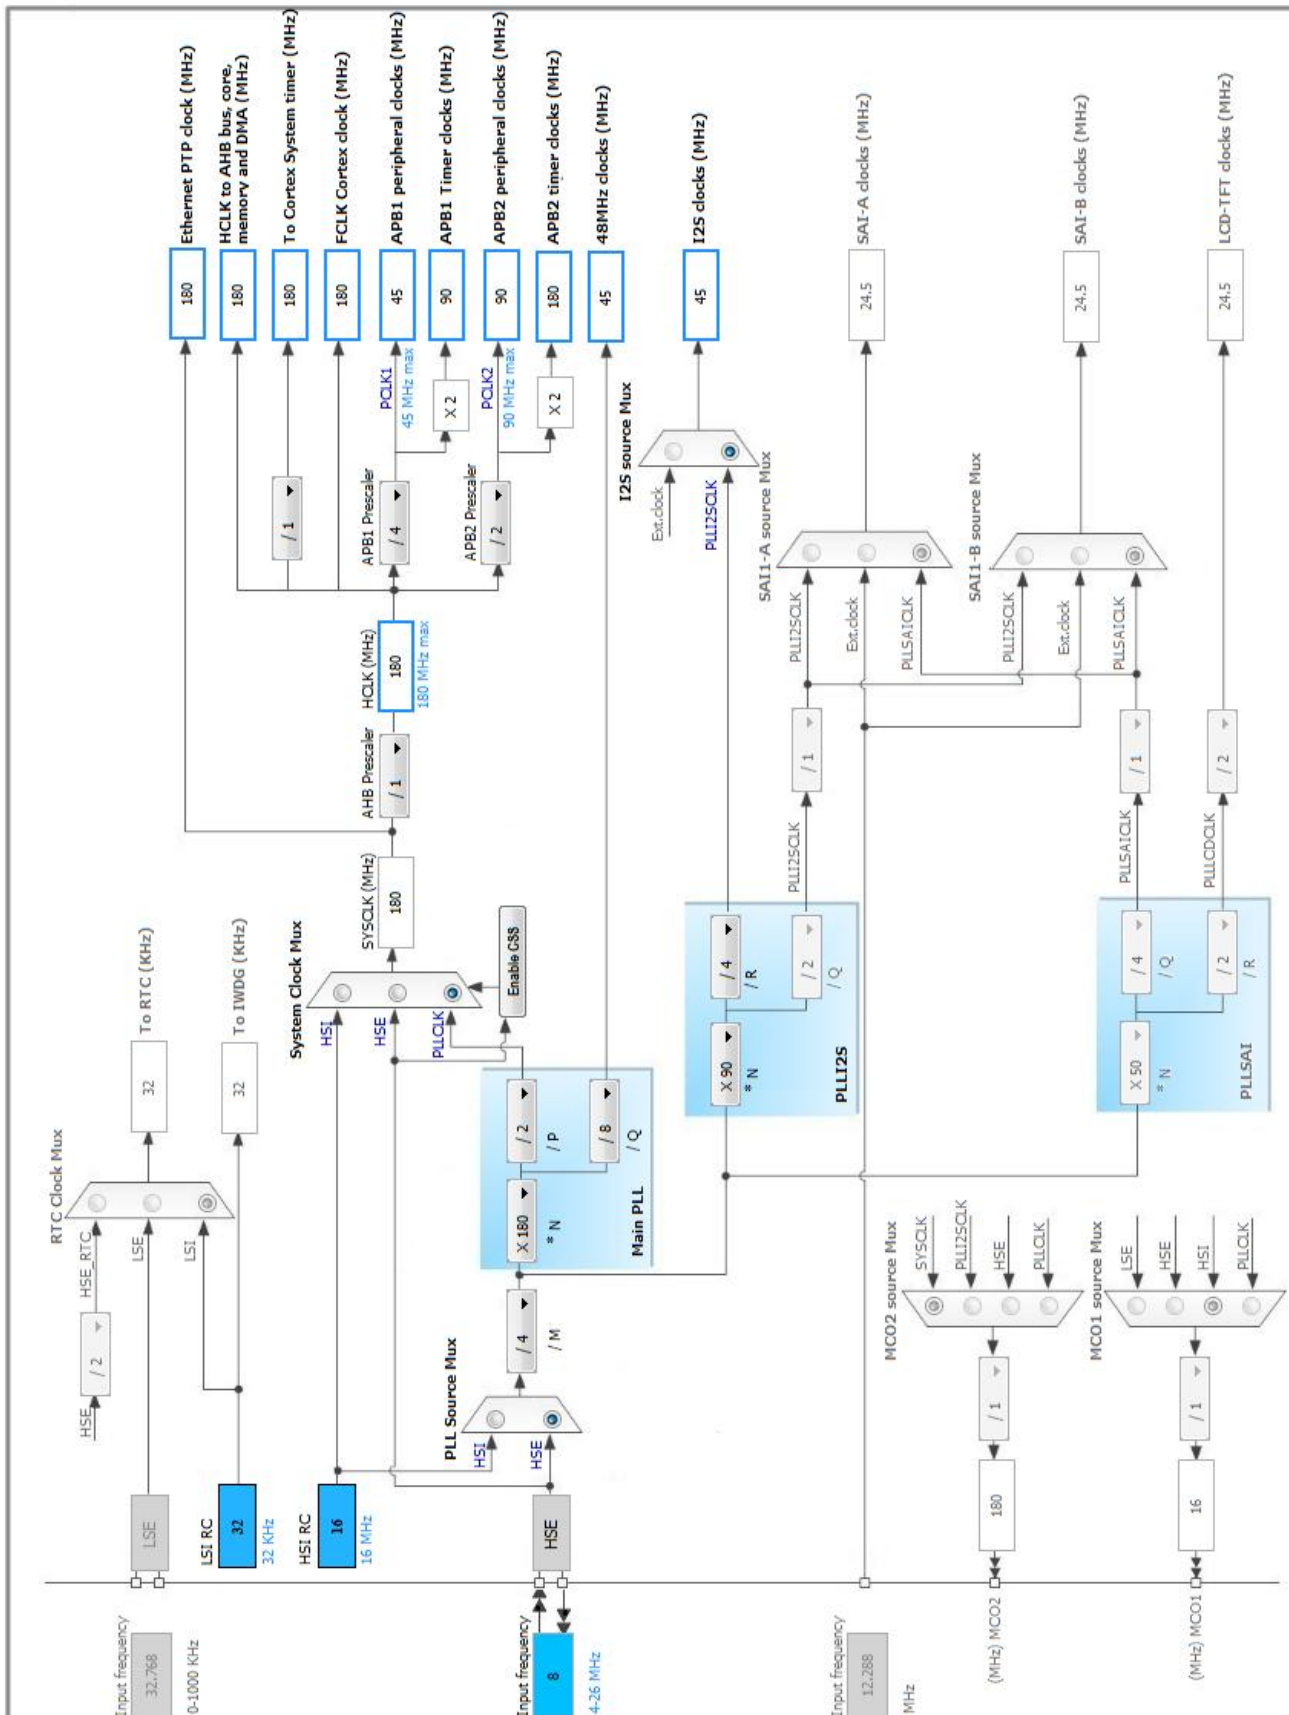 Input frequency
32.768
0-1000 KHz
LSE
HSE
/ 2
HSE_RTC
LSE
LSI
RTC Clock Mux
32
To RTC (KHz)
LSI RC
32
32 KHz
32
To IWDG (KHz)
HSI RC
16
16 MHz
System Clock Mux
HSI
HSE
PLLCLK
Enable CSS
SYSCLK (MHz)
180
AHB Prescaler
/ 1
HCLK (MHz)
180
180 MHz max
/ 1
APB1 Prescaler
/ 4
PCLK1
45 MHz max
X 2
APB2 Prescaler
/ 2
PCLK2
90 MHz max
X 2
180
Ethernet PTP clock (MHz)
180
HCLK to AHB bus, core,
memory and DMA (MHz)
180
To Cortex System timer (MHz)
180
FCLK Cortex clock (MHz)
45
APB1 peripheral clocks (MHz)
90
APB1 Timer clocks (MHz)
90
APB2 peripheral clocks (MHz)
180
APB2 timer clocks (MHz)
45
48MHz clocks (MHz)
Input frequency
8
4-26 MHz
HSE
PLL Source Mux
HSI
HSE
/ 4
/ M
X 180
* N
/ 2
/ P
/ 8
/ Q
Main PLL
X 90
* N
/ 4
/ R
/ 2
/ Q
PLLI2S
I2S source Mux
Ext.clock
PLLI2SCLK
45
I2S clocks (MHz)
PLLI2SCLK
/ 1
SAI1-A source Mux
PLLI2SCLK
Ext.clock
PLLSAICLK
24.5
SAI-A clocks (MHz)
Input frequency
12.288
MHz
SAI1-B source Mux
PLLI2SCLK
Ext.clock
PLLSAICLK
24.5
SAI-B clocks (MHz)
X 50
* N
/ 4
/ Q
/ 2
/ R
PLLSAI
PLLSAICLK
/ 1
PLLLCDCLK
/ 2
24.5
LCD-TFT clocks (MHz)
MCO2 source Mux
SYSCLK
PLLI2SCLK
HSE
PLLCLK
/ 1
180
(MHz) MCO2
MCO1 source Mux
LSE
HSE
HSI
PLLCLK
/ 1
16
(MHz) MCO1